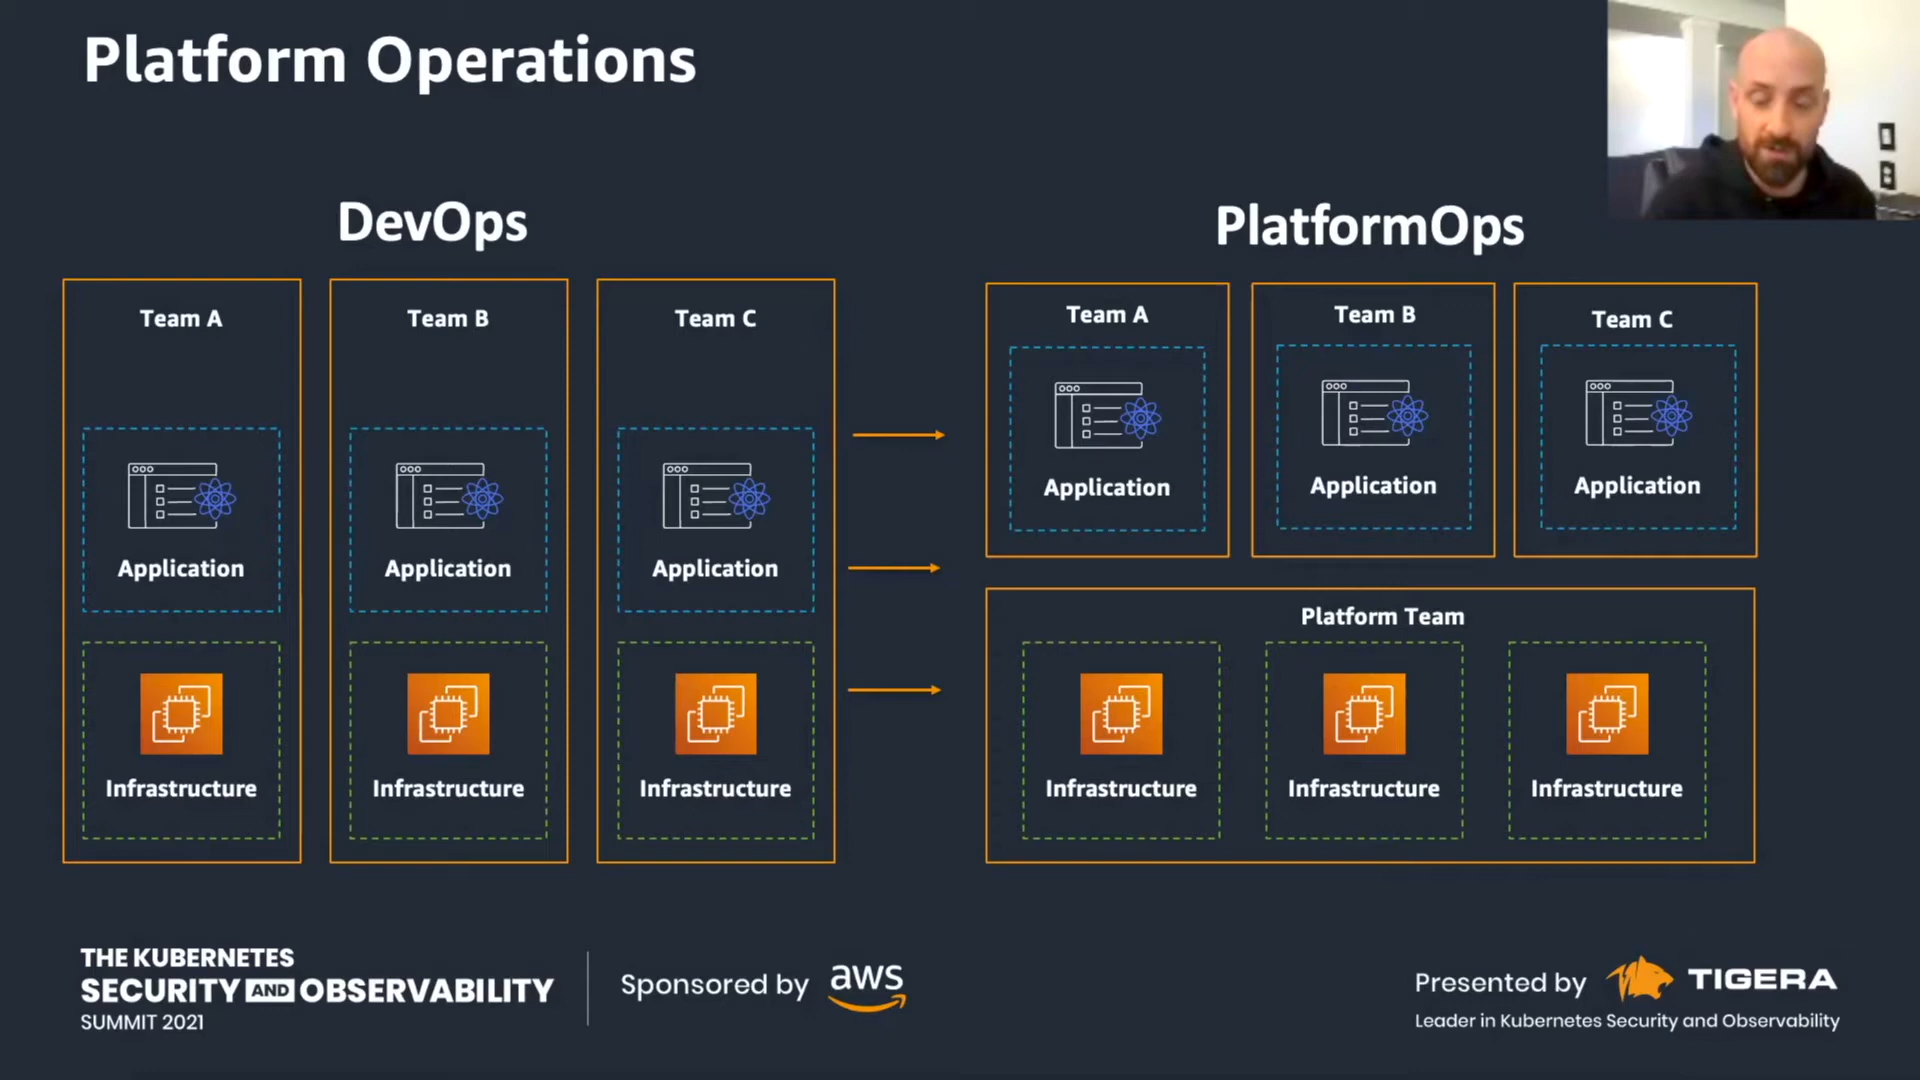 Platform Operations
DevOps
PlatformOps
Team A
Team B
Team C
Application
Application
Application
Infrastructure
Infrastructure
Infrastructure
Team A
Team B
Team C
Application
Application
Application
Platform Team
Infrastructure
Infrastructure
Infrastructure
THE KUBERNETES
SECURITY AND OBSERVABILITY
SUMMIT 2021
Sponsored by aws
Presented by TIGERA
Leader in Kubernetes Security and Observability